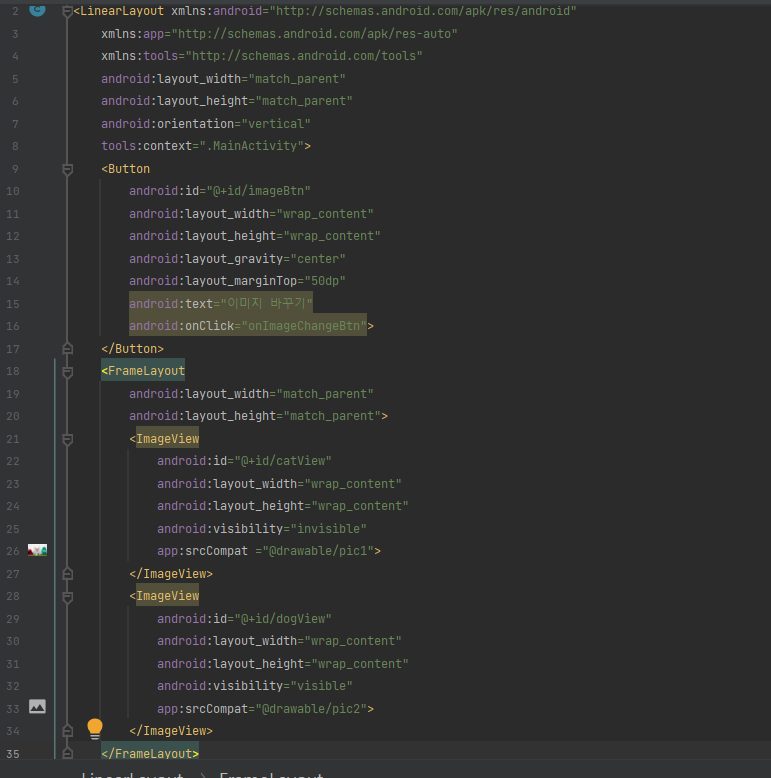 2 <LinearLayout xmlns:android="http://schemas.android.com/apk/res/android"
3 xmlns:app="http://schemas.android.com/apk/res-auto"
4 xmlns:tools="http://schemas.android.com/tools"
5 android:layout_width="match_parent"
6 android:layout_height="match_parent"
7 android:orientation="vertical"
8 tools:context=".MainActivity">
9 <Button
10 android:id="@+id/imageBtn"
11 android:layout_width="wrap_content"
12 android:layout_height="wrap_content"
13 android:layout_gravity="center"
14 android:layout_marginTop="50dp"
15 android:text="이미지 바꾸기"
16 android:onClick="onImageChangeBtn">
17 </Button>
18 <FrameLayout
19 android:layout_width="match_parent"
20 android:layout_height="match_parent">
21 <ImageView
22 android:id="@+id/catView"
23 android:layout_width="wrap_content"
24 android:layout_height="wrap_content"
25 android:visibility="invisible"
26 app:srcCompat ="@drawable/pic1">
27 </ImageView>
28 <ImageView
29 android:id="@+id/dogView"
30 android:layout_width="wrap_content"
31 android:layout_height="wrap_content"
32 android:visibility="visible"
33 app:srcCompat="@drawable/pic2">
34 </ImageView>
35 </FrameLayout>
LinearLayout > FrameLayout